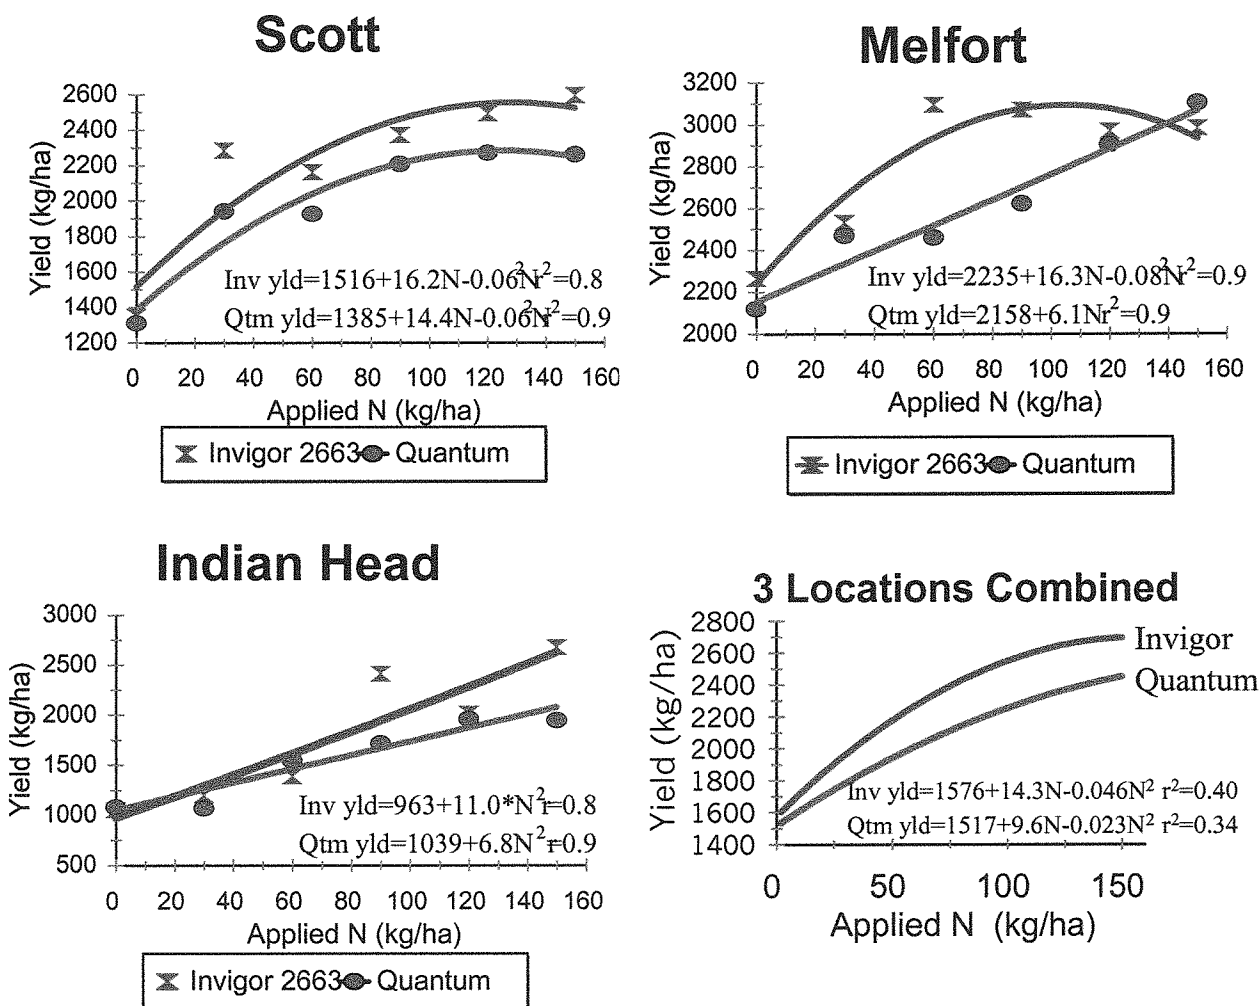 Scott
2600
2400
2200
2000
1800
1600
1400
1200
Yield (kg/ha)
Inv yld=1516+16.2N-0.06N² r²=0.8
Qtm yld=1385+14.4N-0.06N² r²=0.9
0 20 40 60 80 100 120 140 160
Applied N (kg/ha)
Invigor 2663 Quantum
Melfort
3200
3000
2800
2600
2400
2200
2000
Yield (kg/ha)
Inv yld=2235+16.3N-0.08N² r²=0.9
Qtm yld=2158+6.1N r²=0.9
0 20 40 60 80 100 120 140 160
Applied N (kg/ha)
Invigor 2663 Quantum
Indian Head
3000
2500
2000
1500
1000
500
Yield (kg/ha)
Inv yld=963+11.0*N r²=0.8
Qtm yld=1039+6.8N r²=0.9
0 20 40 60 80 100 120 140 160
Applied N (kg/ha)
Invigor 2663 Quantum
3 Locations Combined
2800
2600
2400
2200
2000
1800
1600
1400
Yield (kg/ha)
Invigor
Quantum
Inv yld=1576+14.3N-0.046N² r²=0.40
Qtm yld=1517+9.6N-0.023N² r²=0.34
0 50 100 150
Applied N (kg/ha)